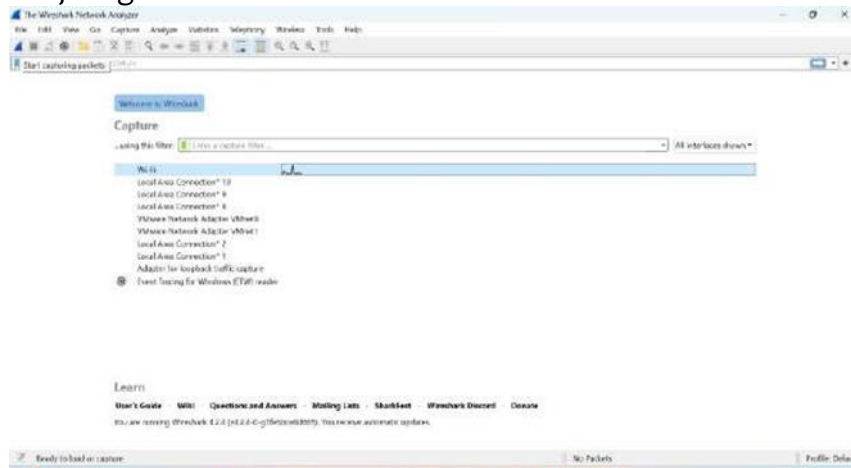 The Wireshark Network Analyzer
File Edit View Go Capture Analyze Statistics Telephony Wireless Tools Help
Start capturing packets
Welcome to Wireshark
Capture
...using this filter: Enter a capture filter ... All interfaces shown
Wi-Fi
Local Area Connection* 10
Local Area Connection* 9
Local Area Connection* 8
VMware Network Adapter VMnet8
VMware Network Adapter VMnet1
Local Area Connection* 2
Local Area Connection* 1
Adapter for loopback traffic capture
Event Tracing for Windows (ETW) reader
Learn
User's Guide · Wiki · Questions and Answers · Mailing Lists · SharkFest · Wireshark Discord · Donate
You are running Wireshark You receive automatic updates.
Ready to load or capture No Packets Profile: Defau